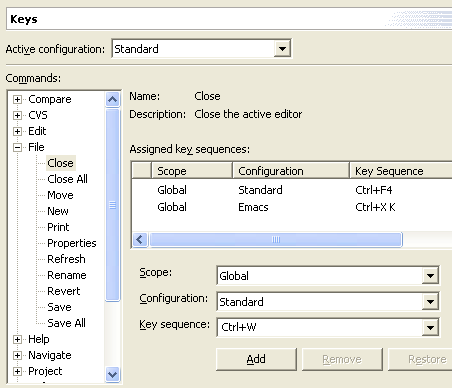 Keys
Active configuration: Standard
Commands:
Compare
CVS
Edit
File
Close
Close All
Move
New
Print
Properties
Refresh
Rename
Revert
Save
Save All
Help
Navigate
Project
Name: Close
Description: Close the active editor
Assigned key sequences:
Scope Configuration Key Sequence
Global Standard Ctrl+F4
Global Emacs Ctrl+X K
Scope: Global
Configuration: Standard
Key sequence: Ctrl+W
Add Remove Restore